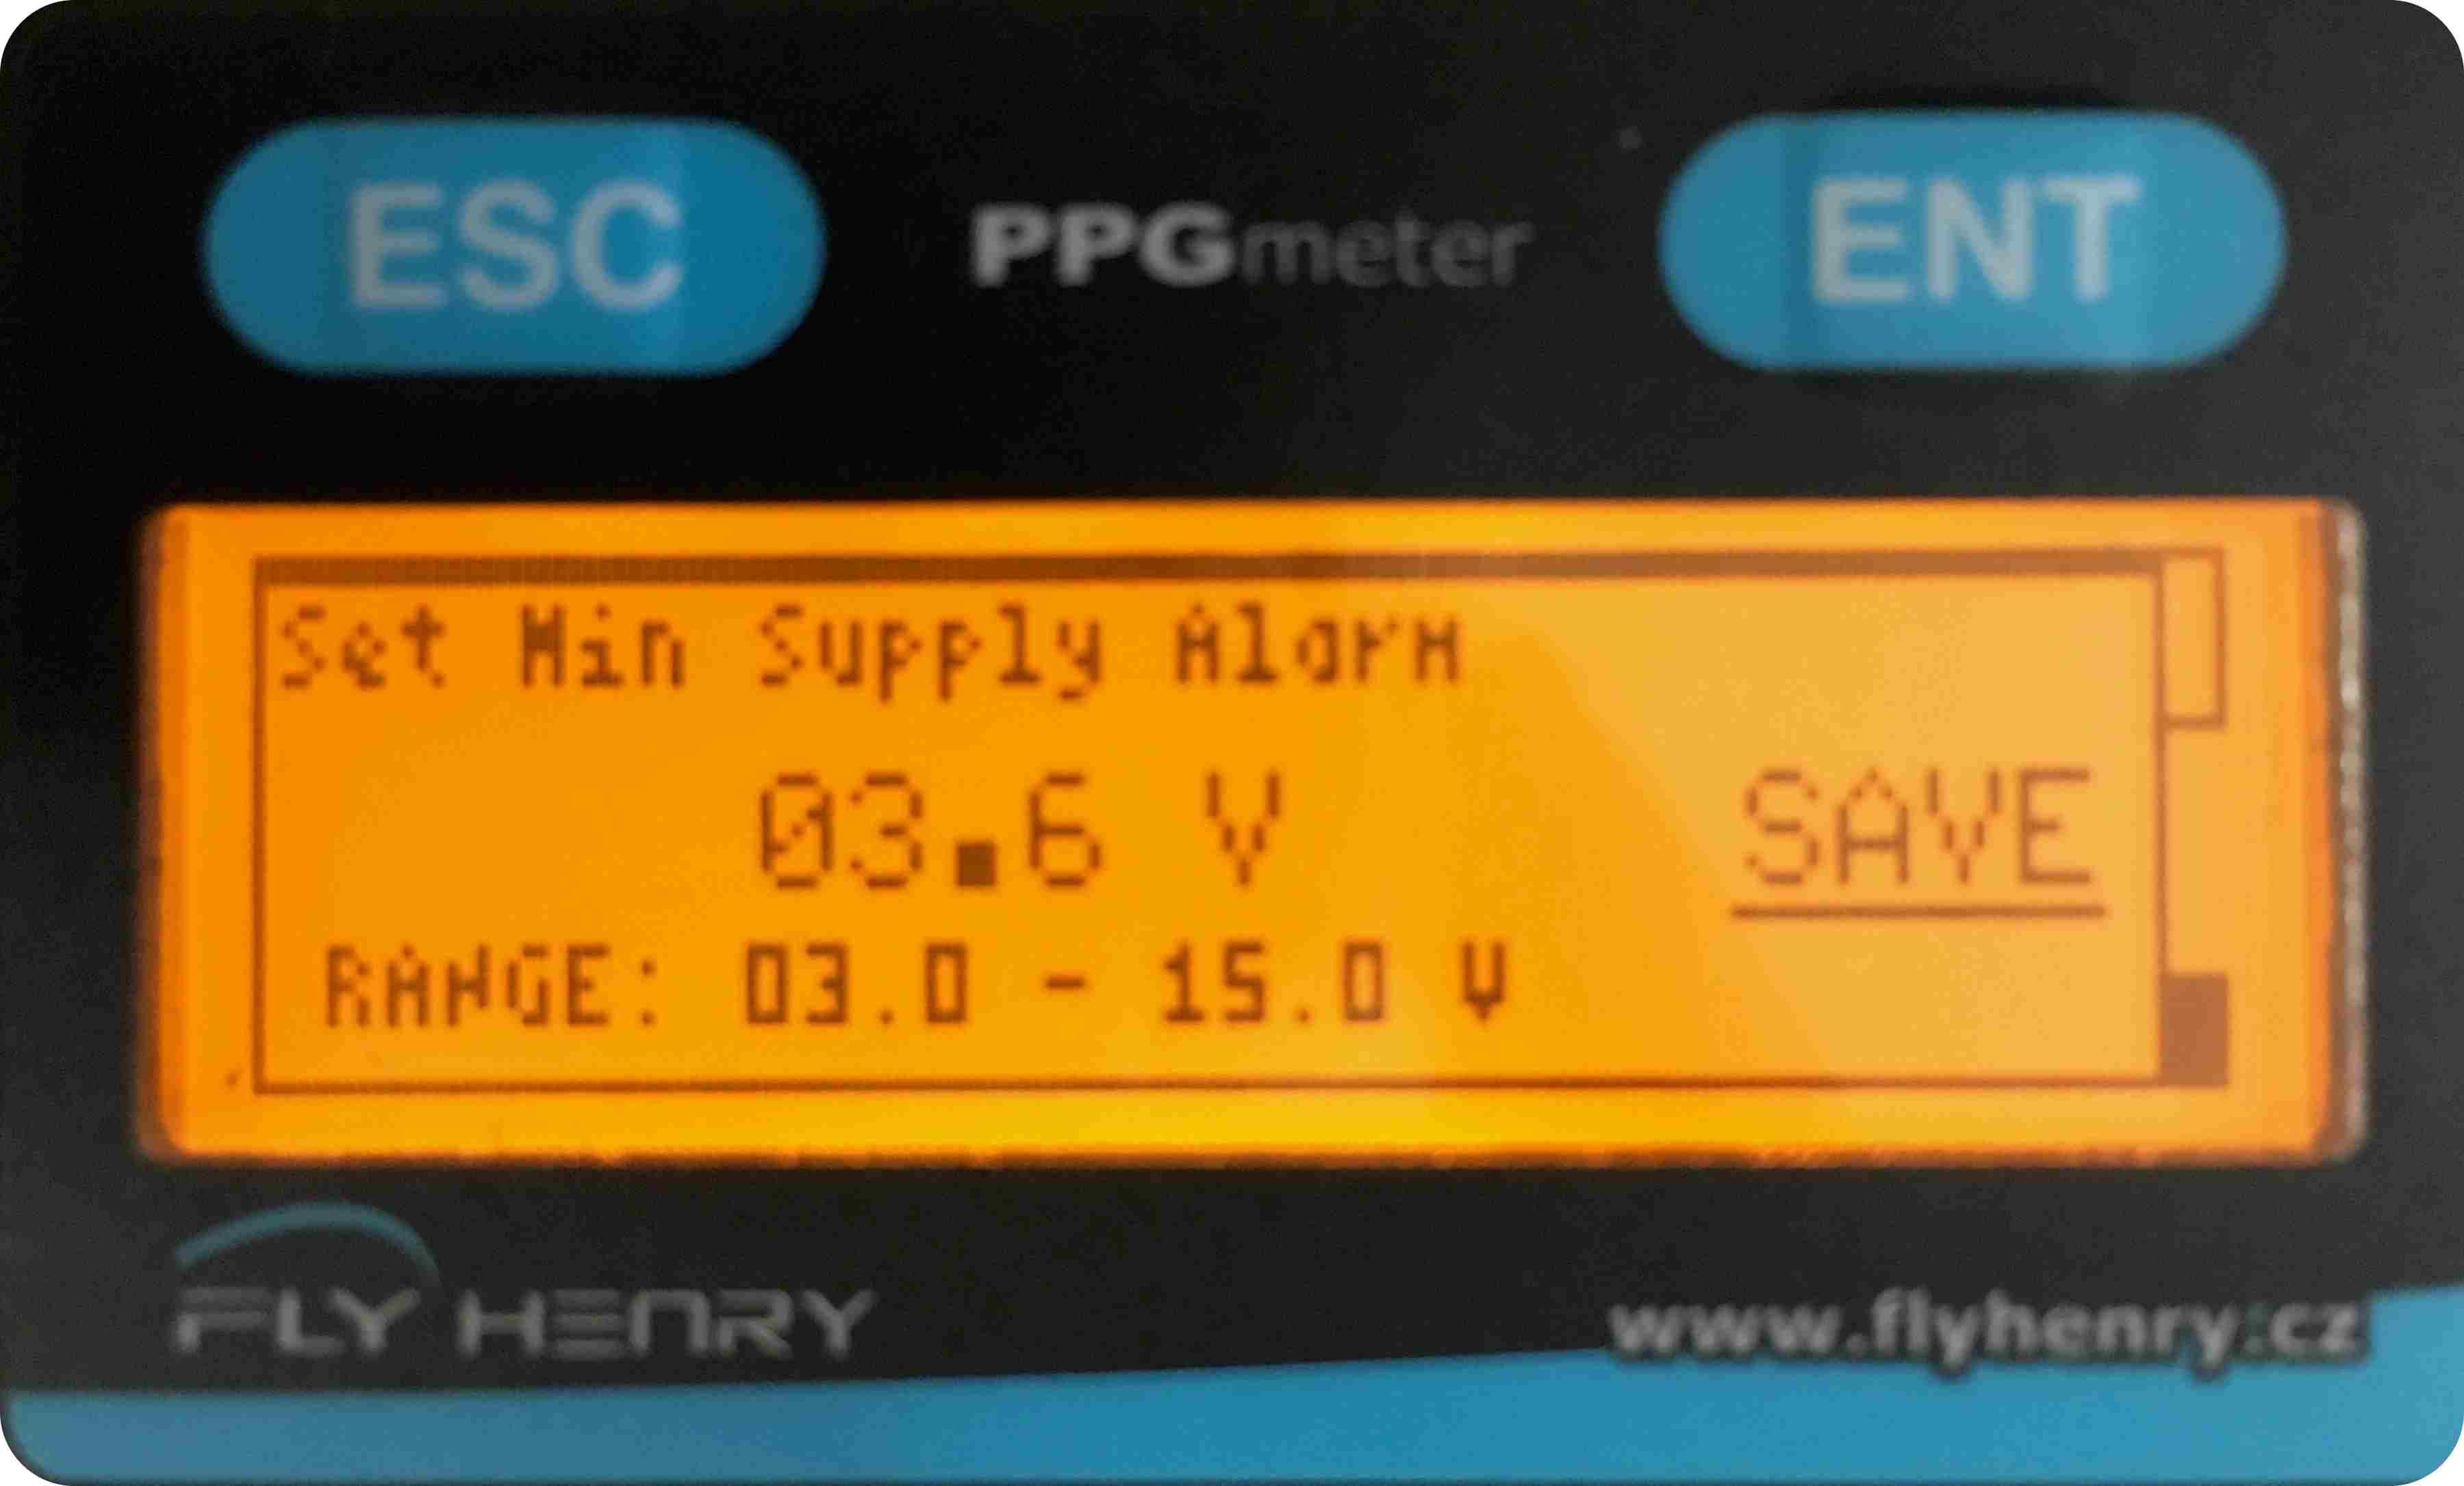 ESC PPGmeter ENT
Set Min Supply Alarm
03.6 V SAVE
RANGE: 03.0 - 15.0 V
FLY HENRY www.flyhenry.cz